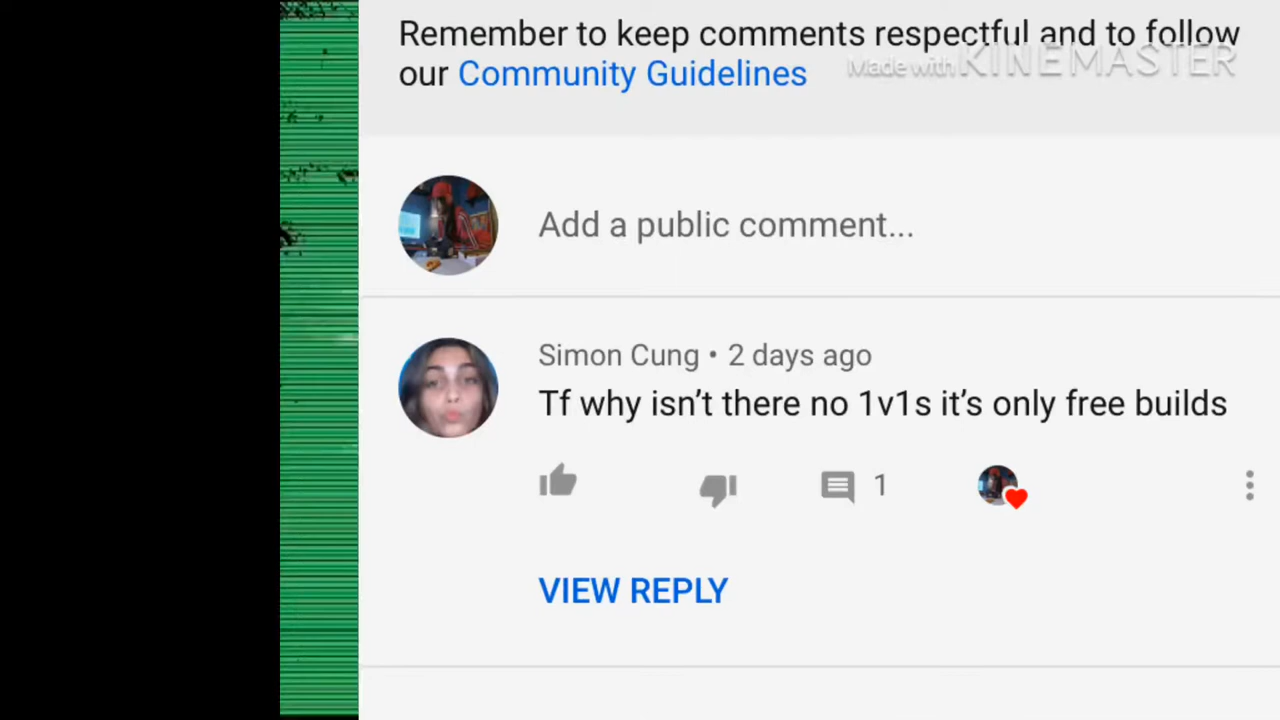 Remember to keep comments respectful and to follow
our Community Guidelines
Made with KINEMASTER
Add a public comment...
Simon Cung • 2 days ago
Tf why isn’t there no 1v1s it’s only free builds
1
VIEW REPLY